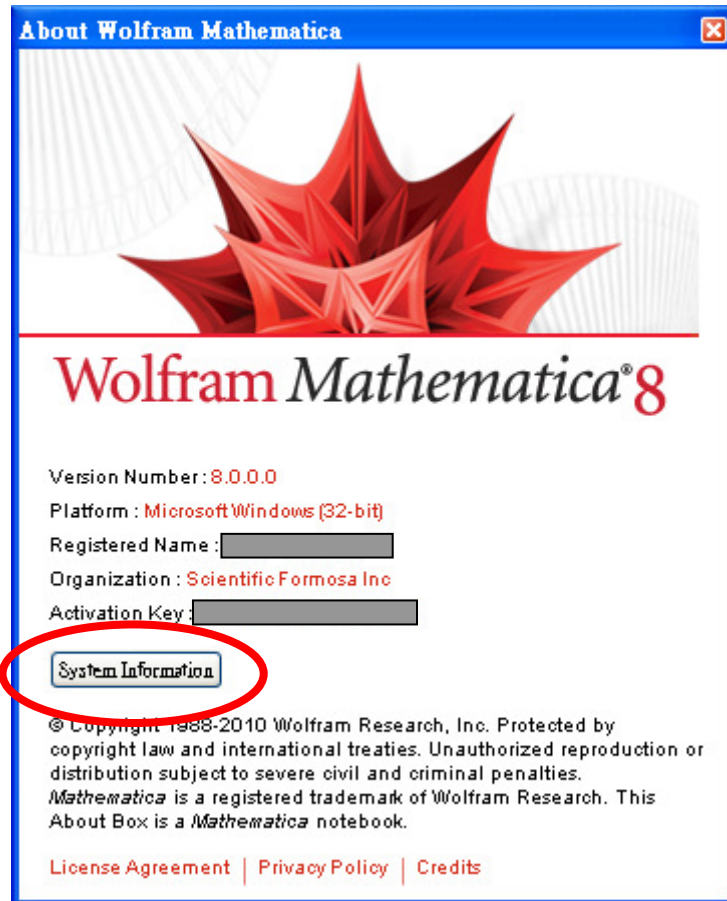 About Wolfram Mathematica
Wolfram Mathematica®8
Version Number : 8.0.0.0
Platform : Microsoft Windows (32-bit)
Registered Name :
Organization : Scientific Formosa Inc
Activation Key :
System Information
© Copyright 1988-2010 Wolfram Research, Inc. Protected by
copyright law and international treaties. Unauthorized reproduction or
distribution subject to severe civil and criminal penalties.
Mathematica is a registered trademark of Wolfram Research. This
About Box is a Mathematica notebook.
License Agreement | Privacy Policy | Credits